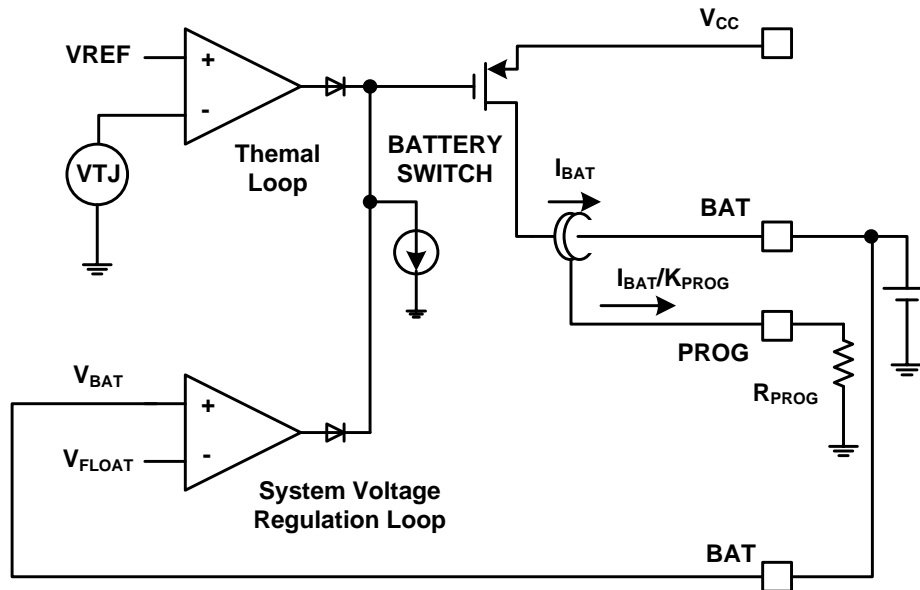 V_CC
VREF
+
-
VTJ
Themal
Loop
BATTERY
SWITCH
I_BAT
BAT
I_BAT/K_PROG
PROG
R_PROG
V_BAT
+
V_FLOAT
-
System Voltage
Regulation Loop
BAT